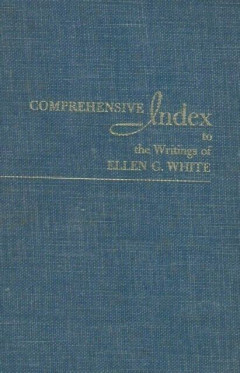 COMPREHENSIVE Index
to
the Writings of
ELLEN G. WHITE